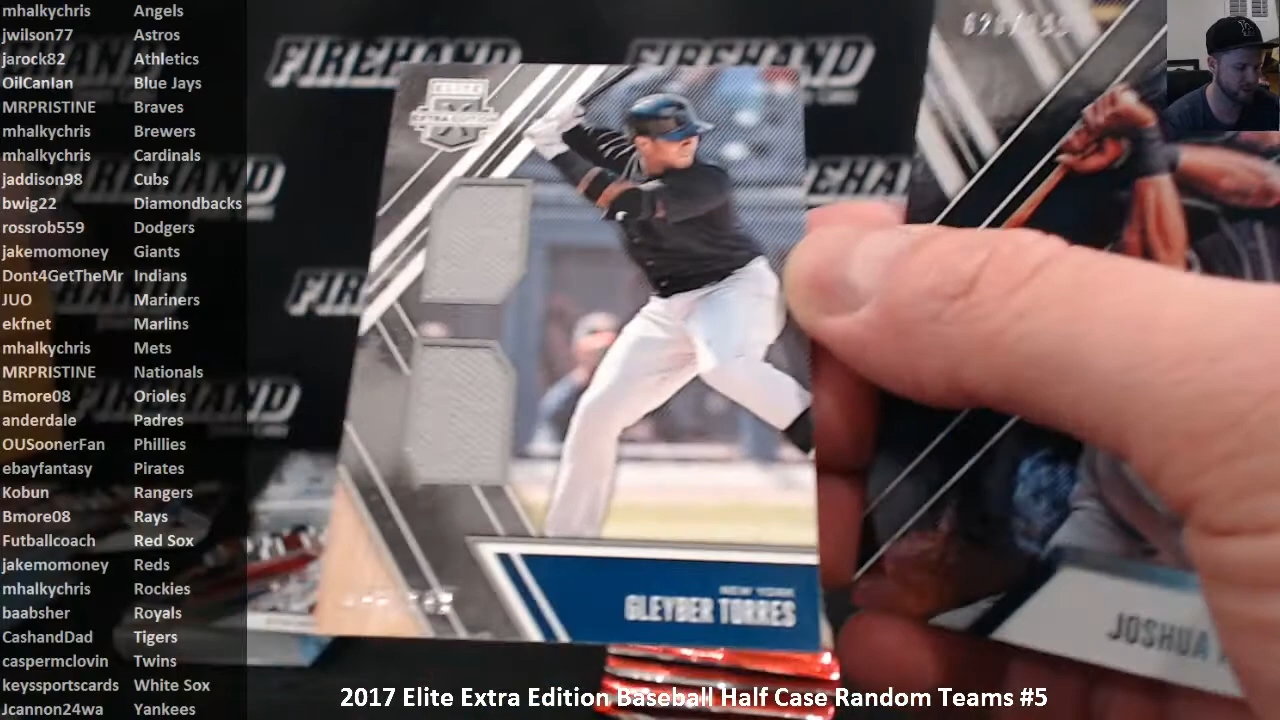 mhalkychris Angels
jwilson77 Astros
jarock82 Athletics
OilCanIan Blue Jays
MRPRISTINE Braves
mhalkychris Brewers
mhalkychris Cardinals
jaddison98 Cubs
bwig22 Diamondbacks
rossrob559 Dodgers
jakemomoney Giants
Dont4GetTheMr Indians
JUO Mariners
ekfnet Marlins
mhalkychris Mets
MRPRISTINE Nationals
Bmore08 Orioles
anderdale Padres
OUSoonerFan Phillies
ebayfantasy Pirates
Kobun Rangers
Bmore08 Rays
Futballcoach Red Sox
jakemomoney Reds
mhalkychris Rockies
baabsher Royals
CashandDad Tigers
caspermclovin Twins
keyssportscards White Sox
Jcannon24wa Yankees
FIREHAND FIREHAND
ELITE
EXTRA EDITION
NEW YORK
GLEYBER TORRES
JOSHUA
2017 Elite Extra Edition Baseball Half Case Random Teams #5